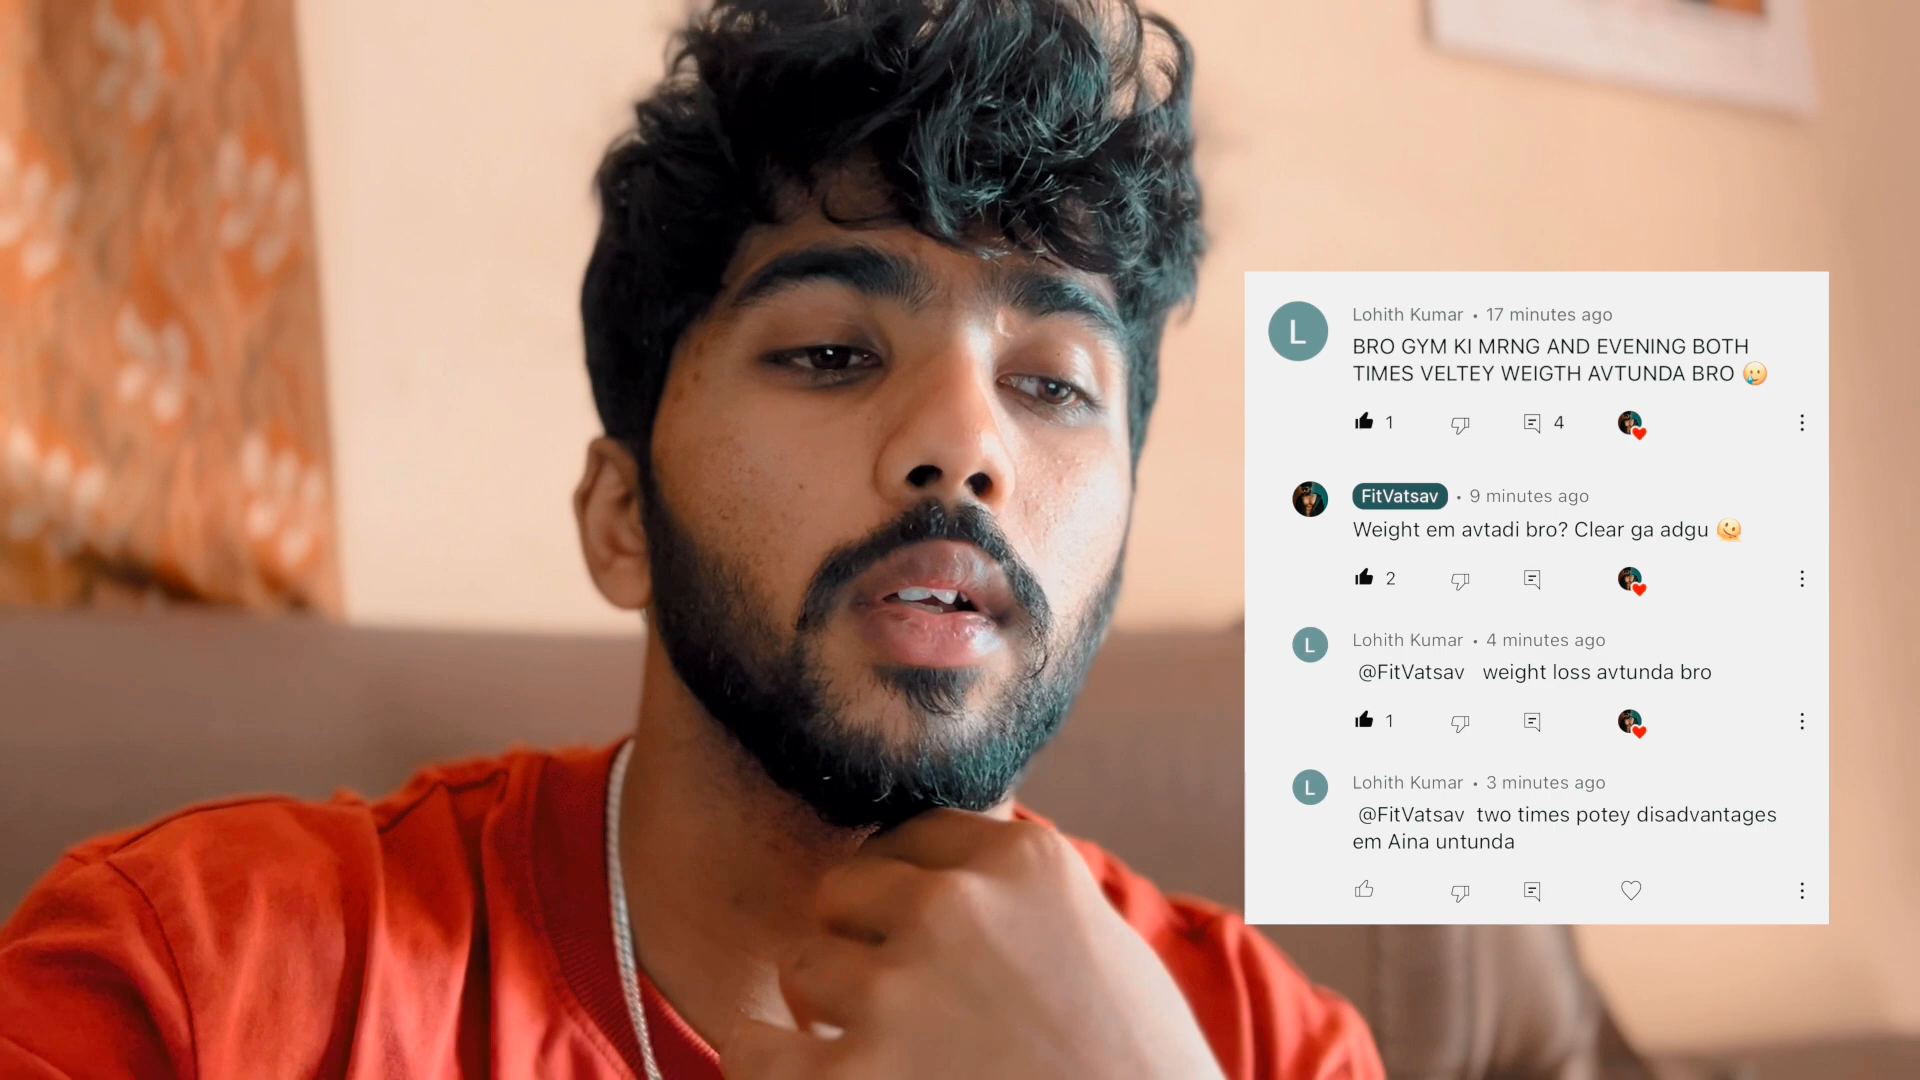 L
Lohith Kumar • 17 minutes ago
BRO GYM KI MRNG AND EVENING BOTH
TIMES VELTEY WEIGTH AVTUNDA BRO 🥲
1
4
FitVatsav • 9 minutes ago
Weight em avtadi bro? Clear ga adgu 🫠
2
L
Lohith Kumar • 4 minutes ago
@FitVatsav weight loss avtunda bro
1
L
Lohith Kumar • 3 minutes ago
@FitVatsav two times potey disadvantages
em Aina untunda